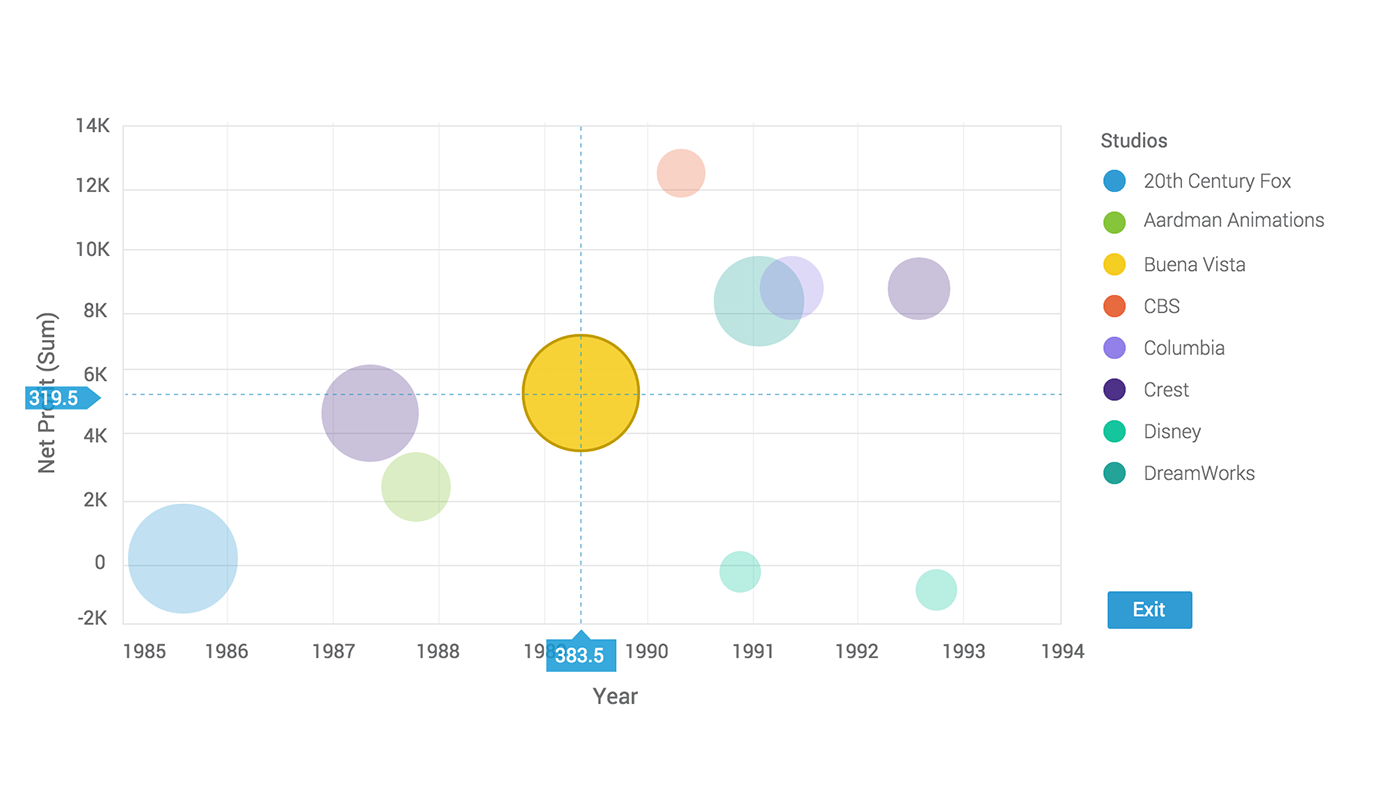 14K
12K
10K
8K
6K
4K
2K
0
-2K
Net Profit (Sum)
319.5
1985
1986
1987
1988
1990
1991
1992
1993
1994
383.5
Year
Studios
20th Century Fox
Aardman Animations
Buena Vista
CBS
Columbia
Crest
Disney
DreamWorks
Exit